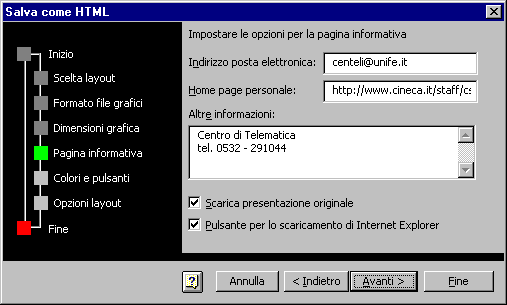 Salva come HTML
Inizio
Scelta layout
Formato file grafici
Dimensioni grafica
Pagina informativa
Colori e pulsanti
Opzioni layout
Fine
Impostare le opzioni per la pagina informativa
Indirizzo posta elettronica:
centeli@unife.it
Home page personale:
http://www.cineca.it/staff/cs
Altre informazioni:
Centro di Telematica
tel. 0532 - 291044
Scarica presentazione originale
Pulsante per lo scaricamento di Internet Explorer
?
Annulla
< Indietro
Avanti >
Fine